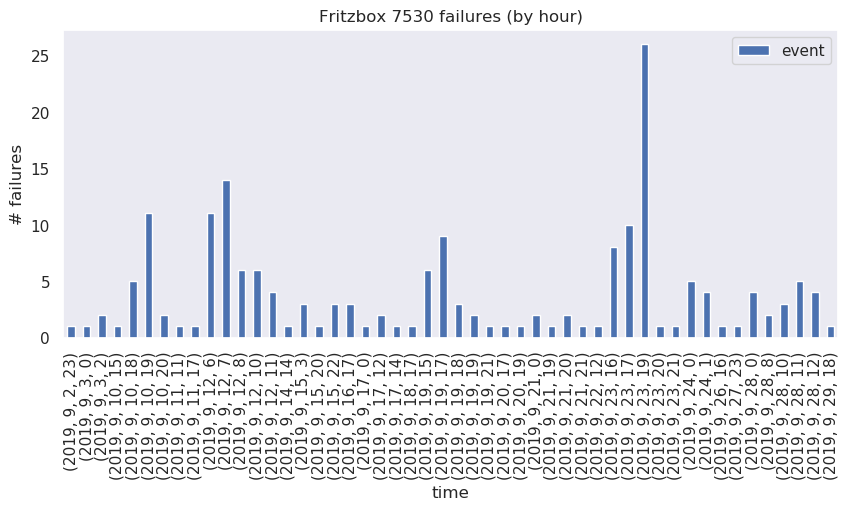 Fritzbox 7530 failures (by hour)
event
# failures
25
20
15
10
5
0
(2019, 9, 2, 23)
(2019, 9, 3, 0)
(2019, 9, 3, 2)
(2019, 9, 10, 15)
(2019, 9, 10, 18)
(2019, 9, 10, 19)
(2019, 9, 10, 20)
(2019, 9, 11, 11)
(2019, 9, 11, 17)
(2019, 9, 12, 6)
(2019, 9, 12, 7)
(2019, 9, 12, 8)
(2019, 9, 12, 10)
(2019, 9, 12, 11)
(2019, 9, 14, 14)
(2019, 9, 15, 3)
(2019, 9, 15, 20)
(2019, 9, 15, 22)
(2019, 9, 16, 17)
(2019, 9, 17, 0)
(2019, 9, 17, 12)
(2019, 9, 17, 14)
(2019, 9, 18, 17)
(2019, 9, 19, 15)
(2019, 9, 19, 17)
(2019, 9, 19, 18)
(2019, 9, 19, 19)
(2019, 9, 19, 21)
(2019, 9, 20, 17)
(2019, 9, 20, 19)
(2019, 9, 21, 0)
(2019, 9, 21, 19)
(2019, 9, 21, 20)
(2019, 9, 21, 21)
(2019, 9, 22, 12)
(2019, 9, 23, 16)
(2019, 9, 23, 17)
(2019, 9, 23, 19)
(2019, 9, 23, 20)
(2019, 9, 23, 21)
(2019, 9, 24, 0)
(2019, 9, 24, 1)
(2019, 9, 26, 16)
(2019, 9, 27, 23)
(2019, 9, 28, 0)
(2019, 9, 28, 8)
(2019, 9, 28, 10)
(2019, 9, 28, 11)
(2019, 9, 28, 12)
(2019, 9, 29, 18)
time